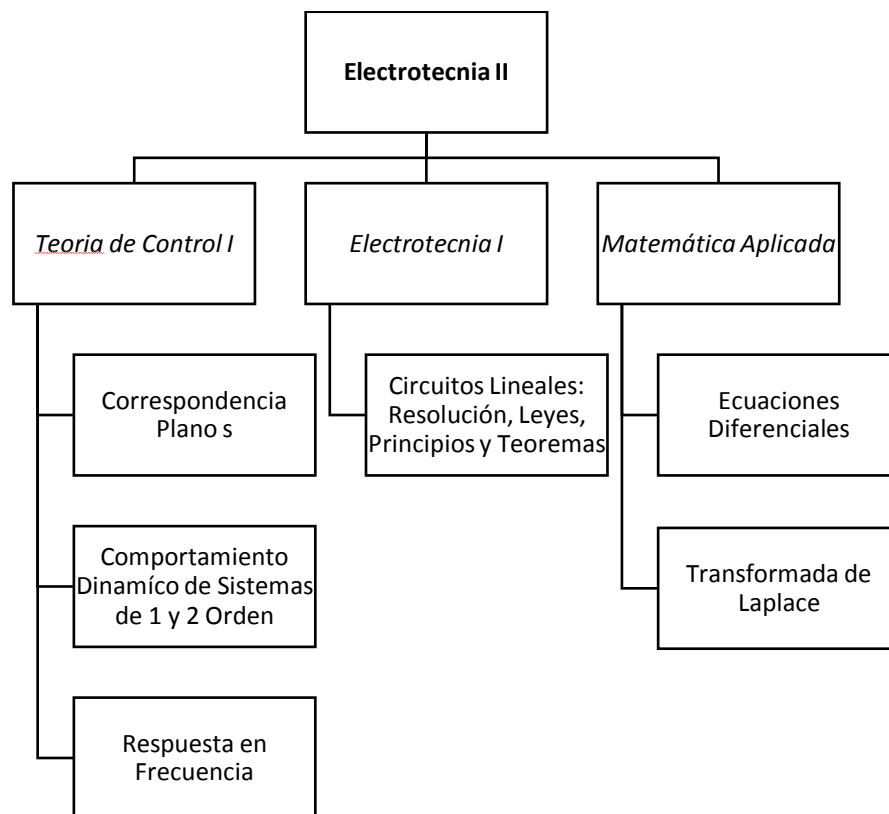 Electrotecnia II
Teoria de Control I
Electrotecnia I
Matemática Aplicada
Correspondencia
Plano s
Circuitos Lineales:
Resolución, Leyes,
Principios y Teoremas
Ecuaciones
Diferenciales
Comportamiento
Dinamíco de Sistemas
de 1 y 2 Orden
Transformada de
Laplace
Respuesta en
Frecuencia